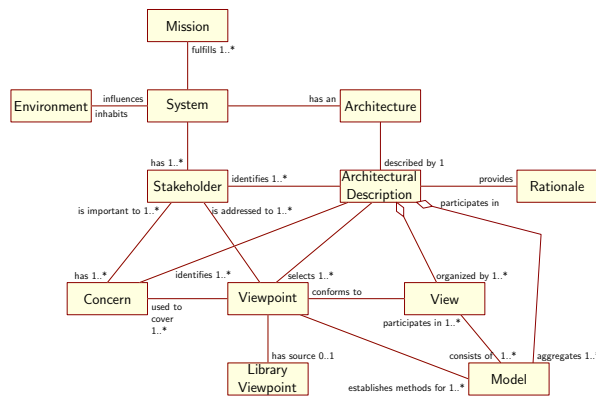 Mission
fulfills 1..*
Environment
influences
inhabits
System
has an
Architecture
has 1..*
described by 1
Stakeholder
identifies 1..*
Architectural
Description
provides
Rationale
participates in
is important to 1..*
is addressed to 1..*
has 1..*
identifies 1..*
selects 1..*
organized by 1..*
Concern
used to
cover
1..*
Viewpoint
conforms to
View
participates in 1..*
has source 0..1
consists of 1..*
aggregates 1..*
Library
Viewpoint
establishes methods for 1..*
Model